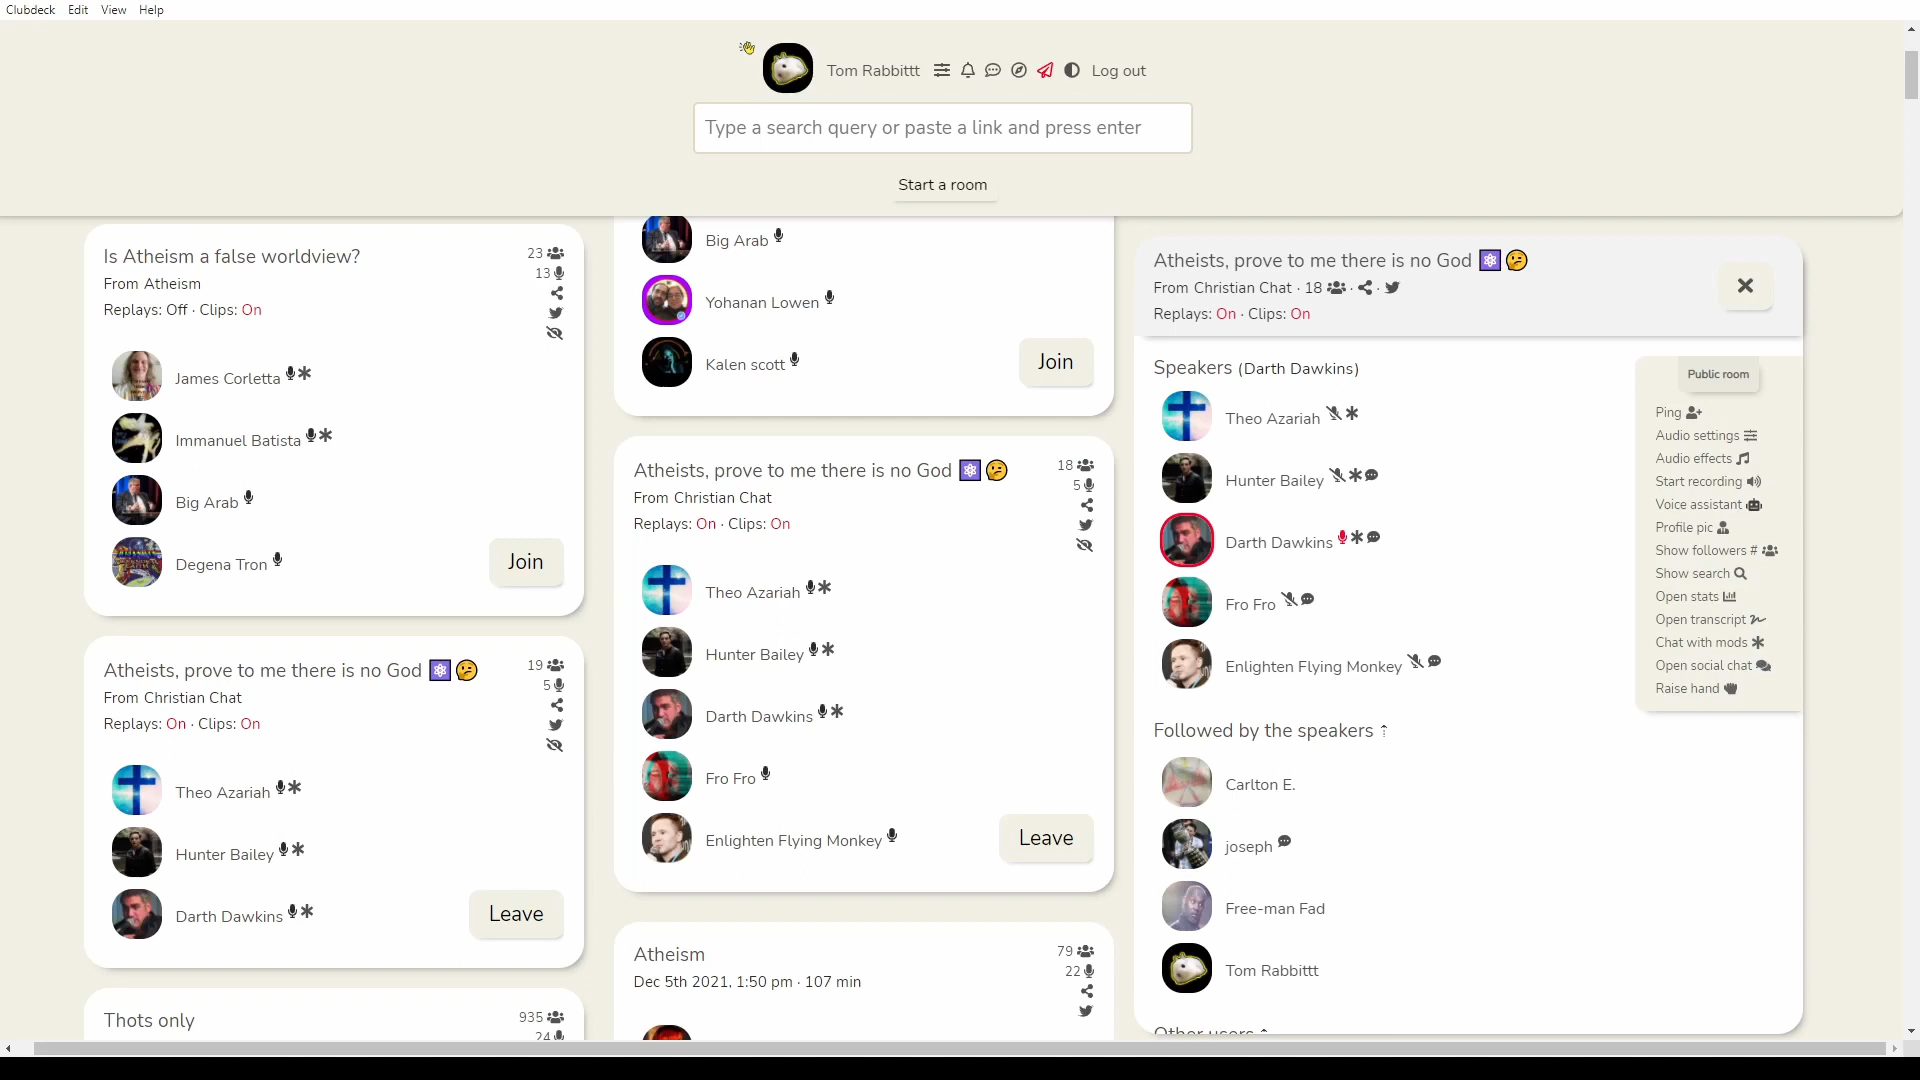 Clubdeck Edit View Help
Tom Rabbittt Log out
Type a search query or paste a link and press enter
Start a room
Is Atheism a false worldview?
23
From Atheism
13
Replays: Off · Clips: On
James Corletta
Immanuel Batista
Big Arab
Degena Tron
Join
Atheists, prove to me there is no God
19
From Christian Chat
5
Replays: On · Clips: On
Theo Azariah
Hunter Bailey
Darth Dawkins
Leave
Thots only
935
24
Big Arab
Yohanan Lowen
Kalen scott
Join
Atheists, prove to me there is no God
18
From Christian Chat
5
Replays: On · Clips: On
Theo Azariah
Hunter Bailey
Darth Dawkins
Fro Fro
Enlighten Flying Monkey
Leave
Atheism
79
22
Dec 5th 2021, 1:50 pm · 107 min
Atheists, prove to me there is no God
From Christian Chat · 18 · ·
Replays: On · Clips: On
Speakers (Darth Dawkins)
Theo Azariah
Hunter Bailey
Darth Dawkins
Fro Fro
Enlighten Flying Monkey
Followed by the speakers
Carlton E.
joseph
Free-man Fad
Tom Rabbittt
Other users
Public room
Ping
Audio settings
Audio effects
Start recording
Voice assistant
Profile pic
Show followers #
Show search
Open stats
Open transcript
Chat with mods
Open social chat
Raise hand